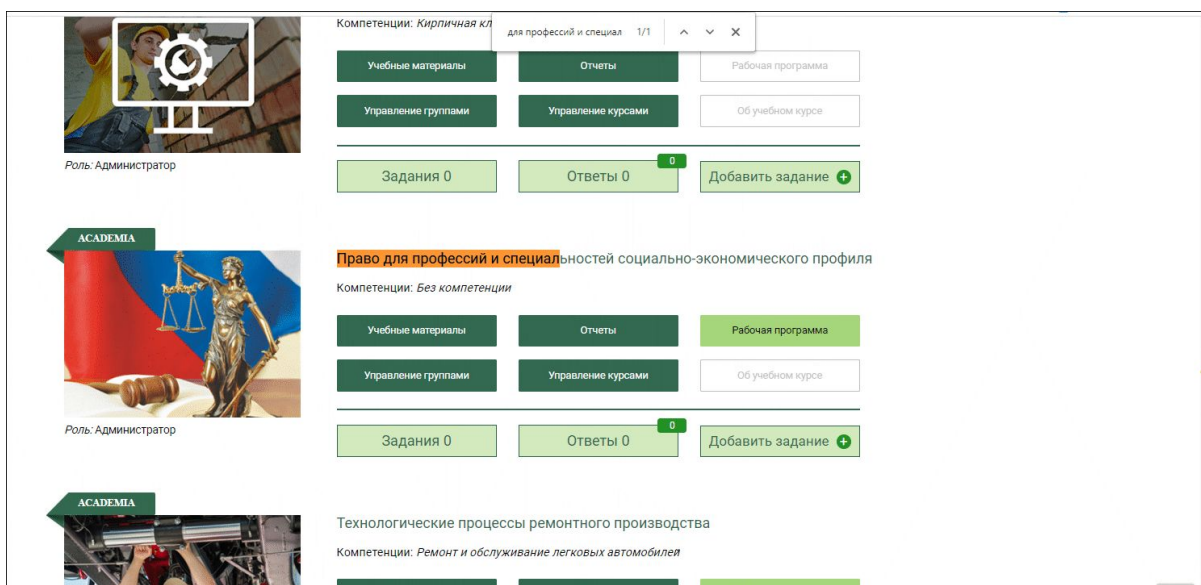 Компетенции: Кирпичная кл
для профессий и специал 1/1
Учебные материалы
Отчеты
Рабочая программа
Управление группами
Управление курсами
Об учебном курсе
Роль: Администратор
0
Задания 0
Ответы 0
Добавить задание
ACADEMIA
Право для профессий и специальностей социально-экономического профиля
Компетенции: Без компетенции
Учебные материалы
Отчеты
Рабочая программа
Управление группами
Управление курсами
Об учебном курсе
Роль: Администратор
0
Задания 0
Ответы 0
Добавить задание
ACADEMIA
Технологические процессы ремонтного производства
Компетенции: Ремонт и обслуживание легковых автомобилей